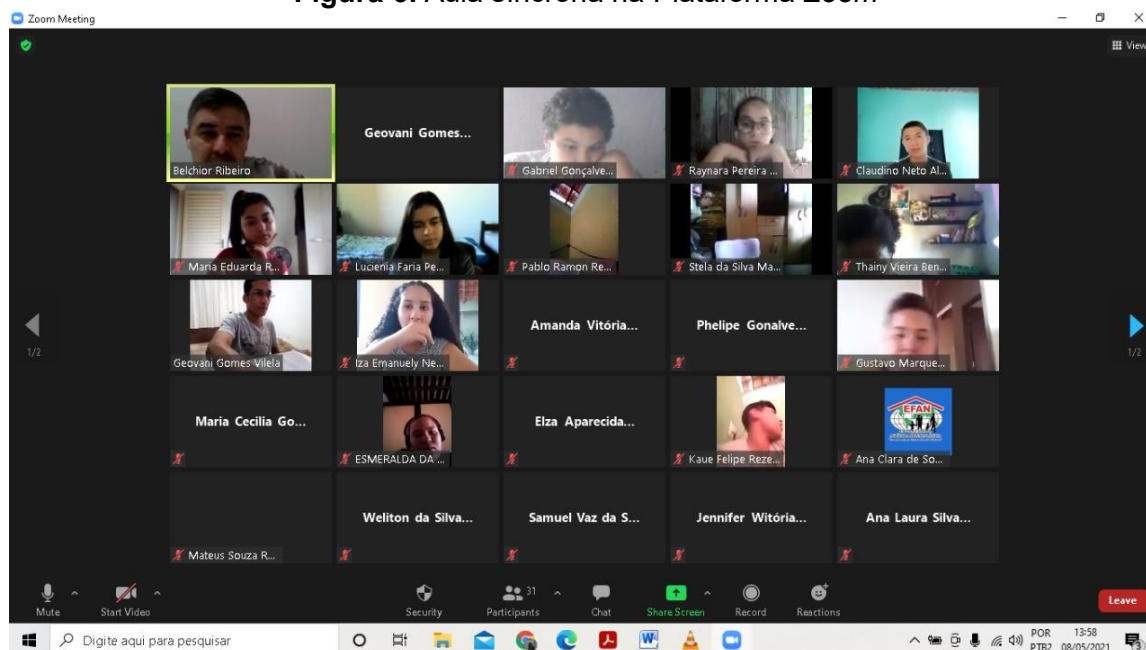 Figura 6. Aula síncrona na Plataforma Zoom
Zoom Meeting
View
Belchior Ribeiro
Geovani Gomes...
Gabriel Gonçalve...
Raynara Pereira ...
Claudino Neto Al...
Maria Eduarda R...
Lucienia Faria Pe...
Pablo Ramon Re...
Stela da Silva Ma...
Thainy Vieira Ben...
1/2
Geovani Gomes Vilela
Iza Emanuely Ne...
Amanda Vitória...
Phelipe Gonalve...
Gustavo Marque...
1/2
Maria Cecilia Go...
ESMERALDA DA ...
Elza Aparecida...
Kaue Felipe Reze...
EFAN
Ana Clara de So...
Mateus Souza R...
Weliton da Silva...
Samuel Vaz da S...
Jennifer Witória...
Ana Laura Silva...
Mute
Start Video
Security
Participants
31
Chat
Share Screen
Record
Reactions
Leave
Digite aqui para pesquisar
POR
PTB2
13:58
08/05/2021